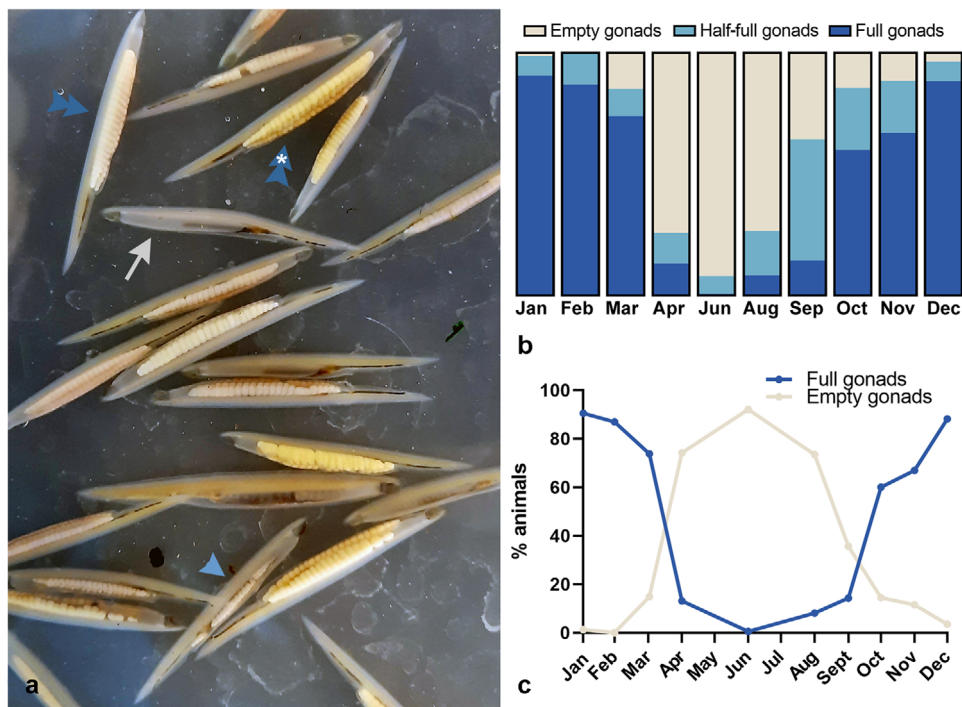 a
*
Empty gonads Half-full gonads Full gonads
Jan Feb Mar Apr Jun Aug Sep Oct Nov Dec
b
Full gonads
Empty gonads
100
80
60
40
20
0
% animals
Jan Feb Mar Apr May Jun Jul Aug Sept Oct Nov Dec
c